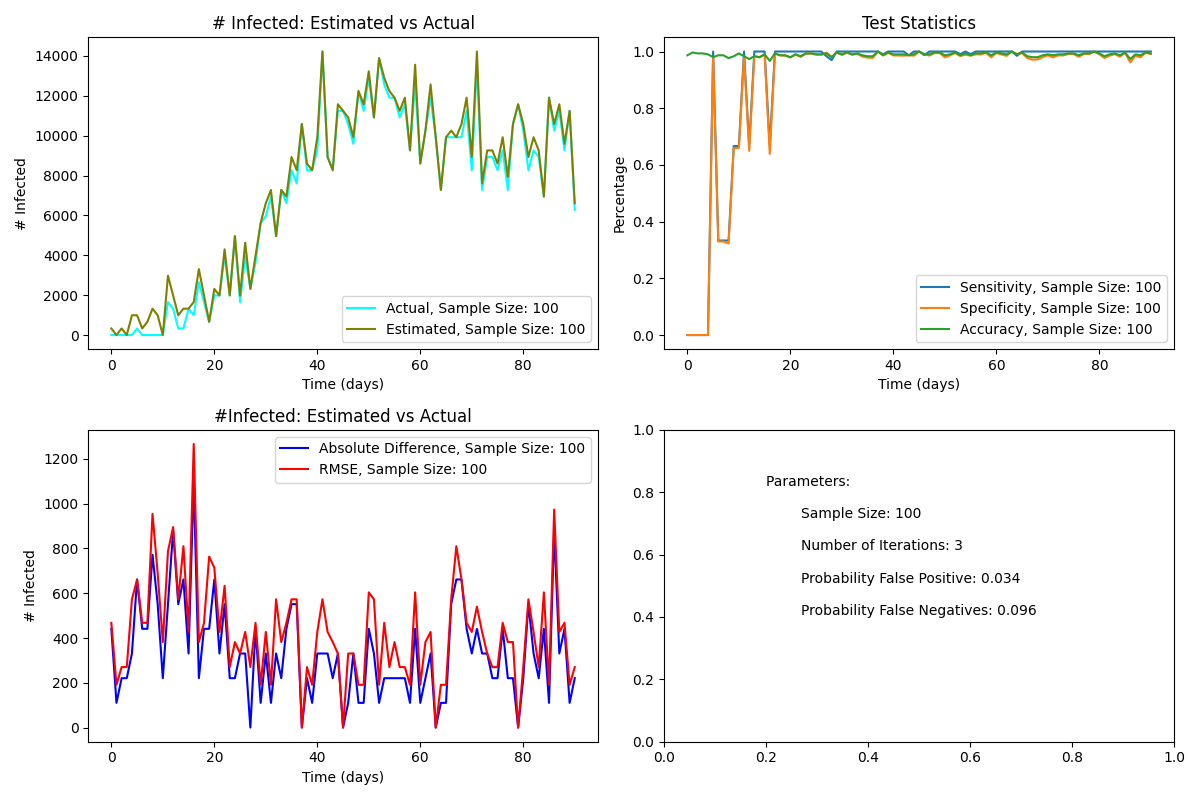 # Infected: Estimated vs Actual
# Infected
14000
12000
10000
8000
6000
4000
2000
0
Actual, Sample Size: 100
Estimated, Sample Size: 100
0 20 40 60 80
Time (days)
Test Statistics
Percentage
1.0
0.8
0.6
0.4
0.2
0.0
Sensitivity, Sample Size: 100
Specificity, Sample Size: 100
Accuracy, Sample Size: 100
0 20 40 60 80
Time (days)
#Infected: Estimated vs Actual
# Infected
1200
1000
800
600
400
200
0
Absolute Difference, Sample Size: 100
RMSE, Sample Size: 100
0 20 40 60 80
Time (days)
1.0
0.8
0.6
0.4
0.2
0.0
Parameters:
Sample Size: 100
Number of Iterations: 3
Probability False Positive: 0.034
Probability False Negatives: 0.096
0.0 0.2 0.4 0.6 0.8 1.0